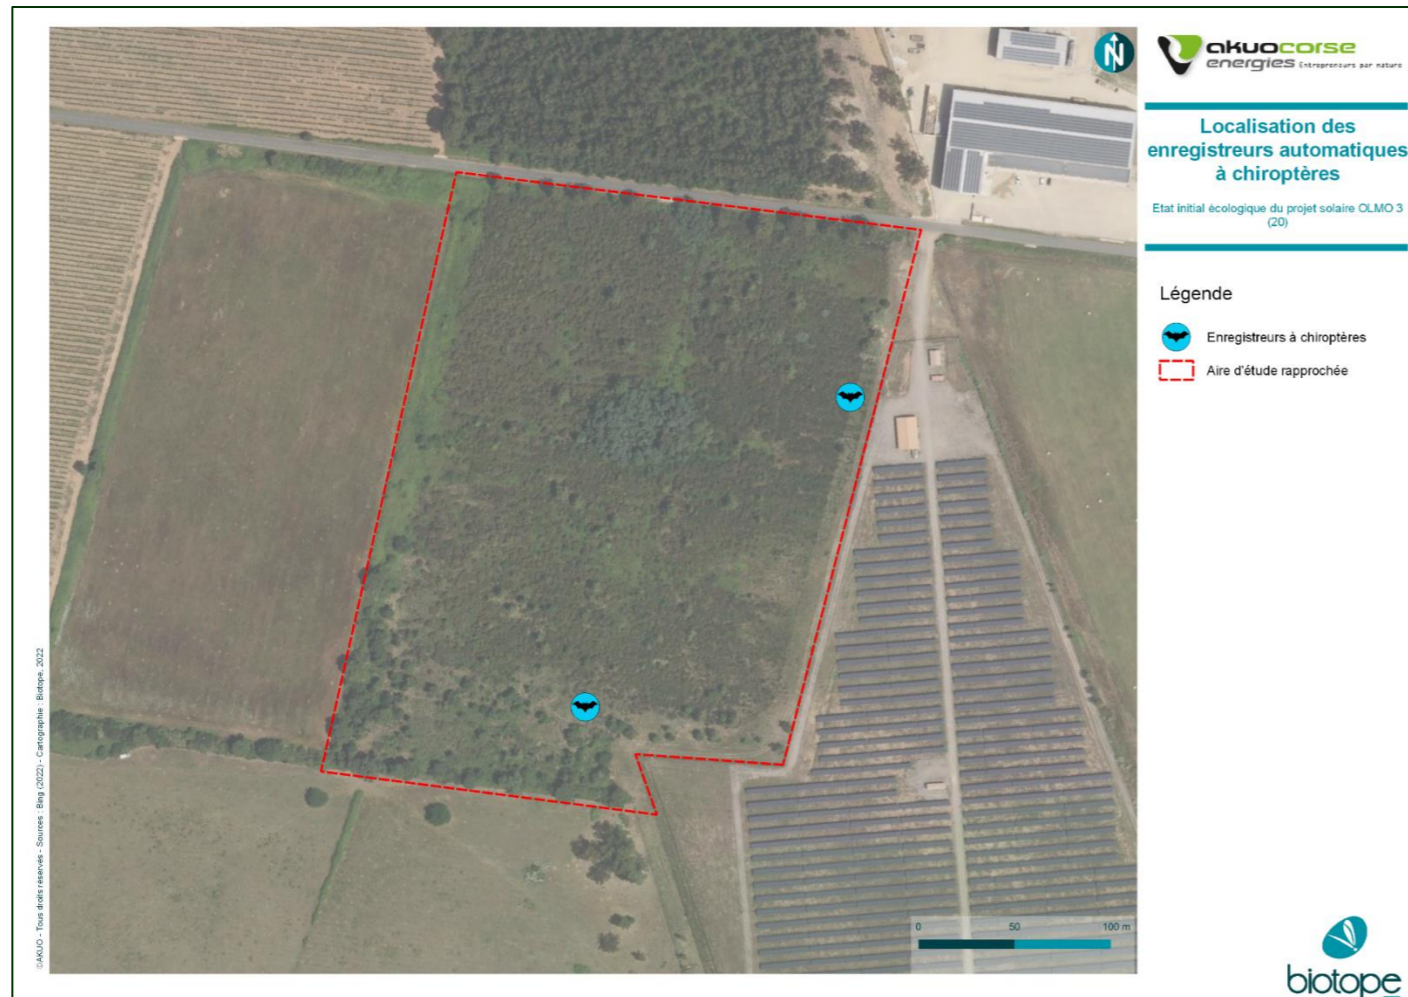 akuocorse
energies Entrepreneurs par nature
Localisation des
enregistreurs automatiques
à chiroptères
Etat initial écologique du projet solaire OLMO 3
(20)
Légende
Enregistreurs à chiroptères
Aire d'étude rapprochée
N
0 50 100 m
©AKUO - Tous droits réservés - Sources : Bing (2022) - Cartographie : Biotope, 2022
biotope